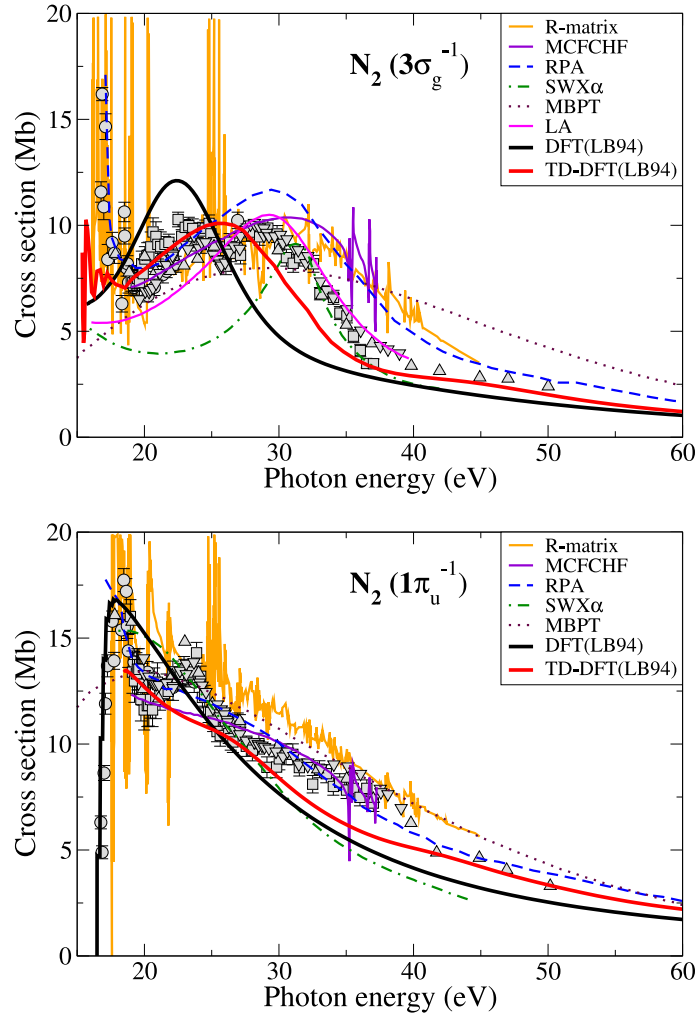 20
15
10
5
0
Cross section (Mb)
N₂ (3σg⁻¹)
R-matrix
MCFCHF
RPA
SWXα
MBPT
LA
DFT(LB94)
TD-DFT(LB94)
20 30 40 50 60
Photon energy (eV)
20
15
10
5
0
Cross section (Mb)
N₂ (1πu⁻¹)
R-matrix
MCFCHF
RPA
SWXα
MBPT
DFT(LB94)
TD-DFT(LB94)
20 30 40 50 60
Photon energy (eV)